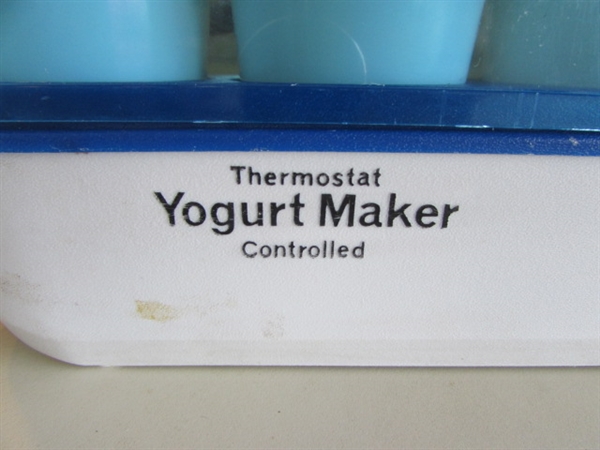 Thermostat
Yogurt Maker
Controlled